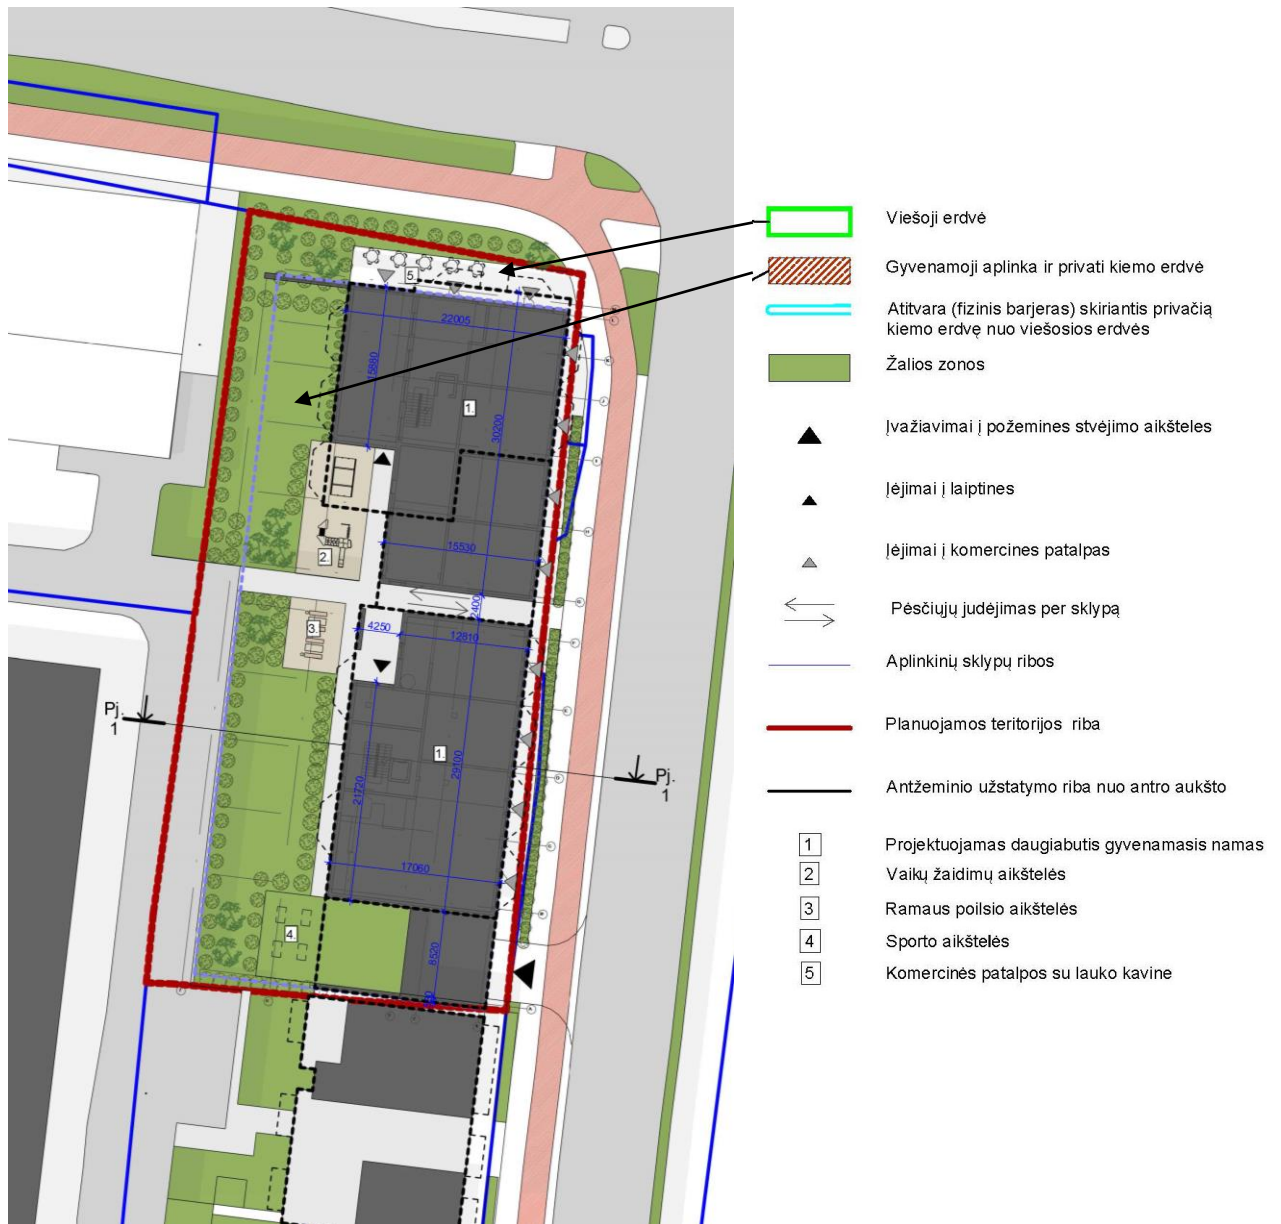 5
22005
15880
1.
30200
2.
15530
2400
3.
4250
12810
Pj.
1
1.
29100
21720
Pj.
1
17060
4.
8520
Viešoji erdvė
Gyvenamoji aplinka ir privati kiemo erdvė
Atitvara (fizinis barjeras) skiriantis privačią
kiemo erdvę nuo viešosios erdvės
Žalios zonos
Įvažiavimai į požemines stvėjimo aikšteles
Įėjimai į laiptines
Įėjimai į komercines patalpas
Pėsčiųjų judėjimas per sklypą
Aplinkinių sklypų ribos
Planuojamos teritorijos riba
Antžeminio užstatymo riba nuo antro aukšto
1 Projektuojamas daugiabutis gyvenamasis namas
2 Vaikų žaidimų aikštelės
3 Ramaus poilsio aikštelės
4 Sporto aikštelės
5 Komercinės patalpos su lauko kavine